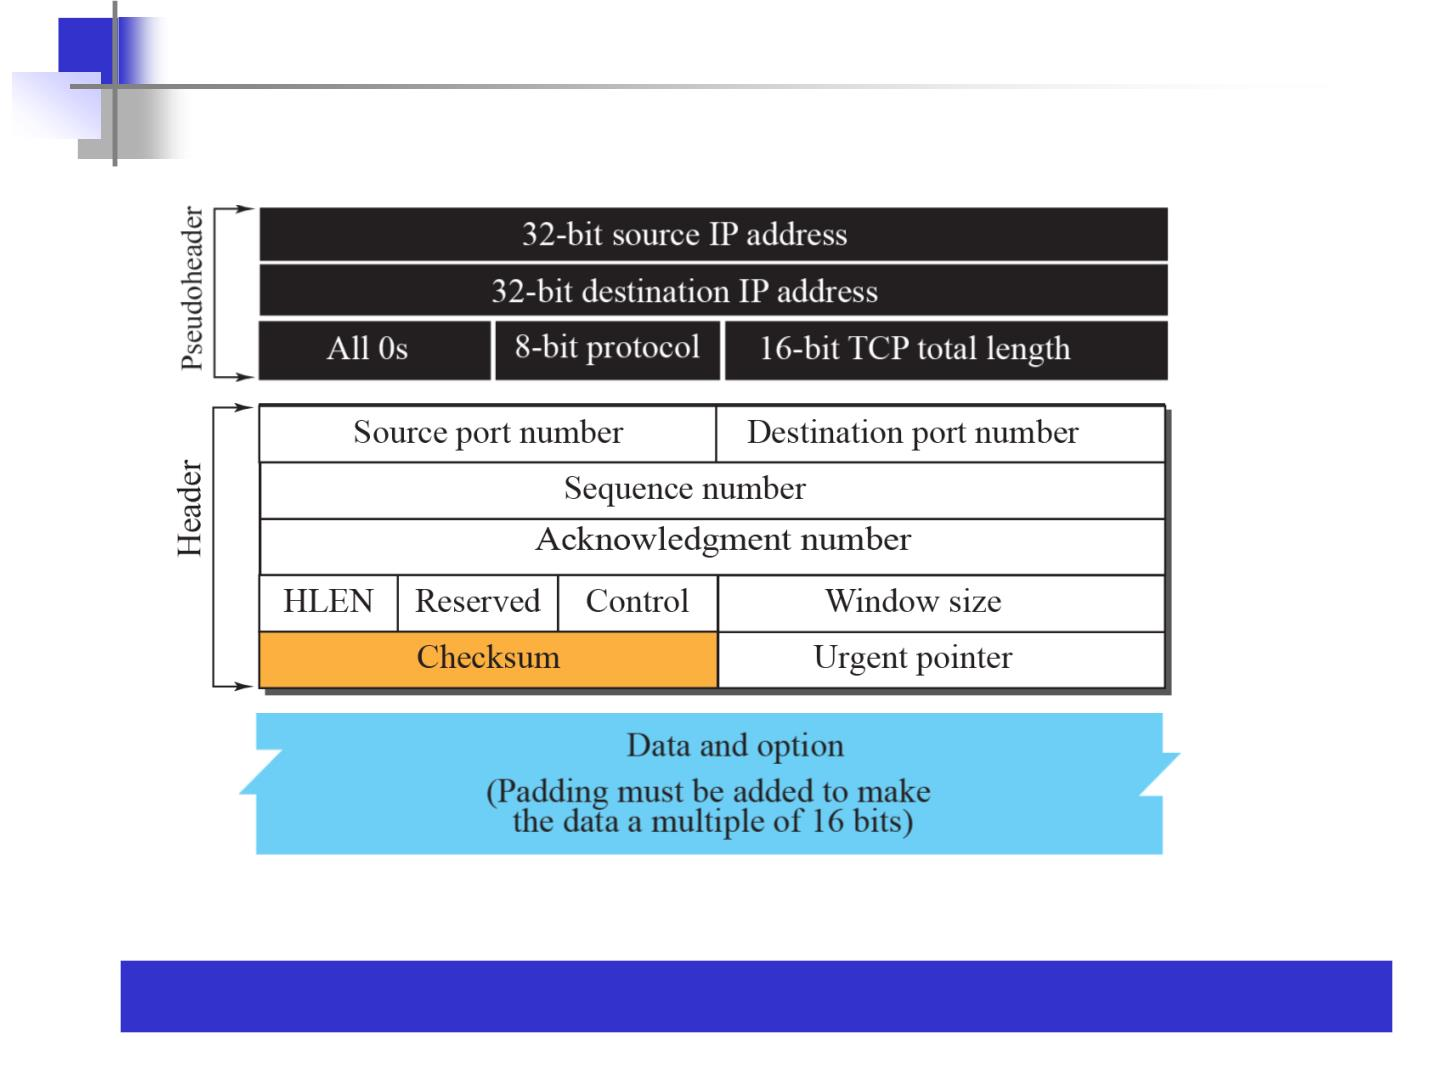 Pseudoheader
32-bit source IP address
32-bit destination IP address
All 0s 8-bit protocol 16-bit TCP total length
Header
Source port number Destination port number
Sequence number
Acknowledgment number
HLEN Reserved Control Window size
Checksum Urgent pointer
Data and option
(Padding must be added to make
the data a multiple of 16 bits)